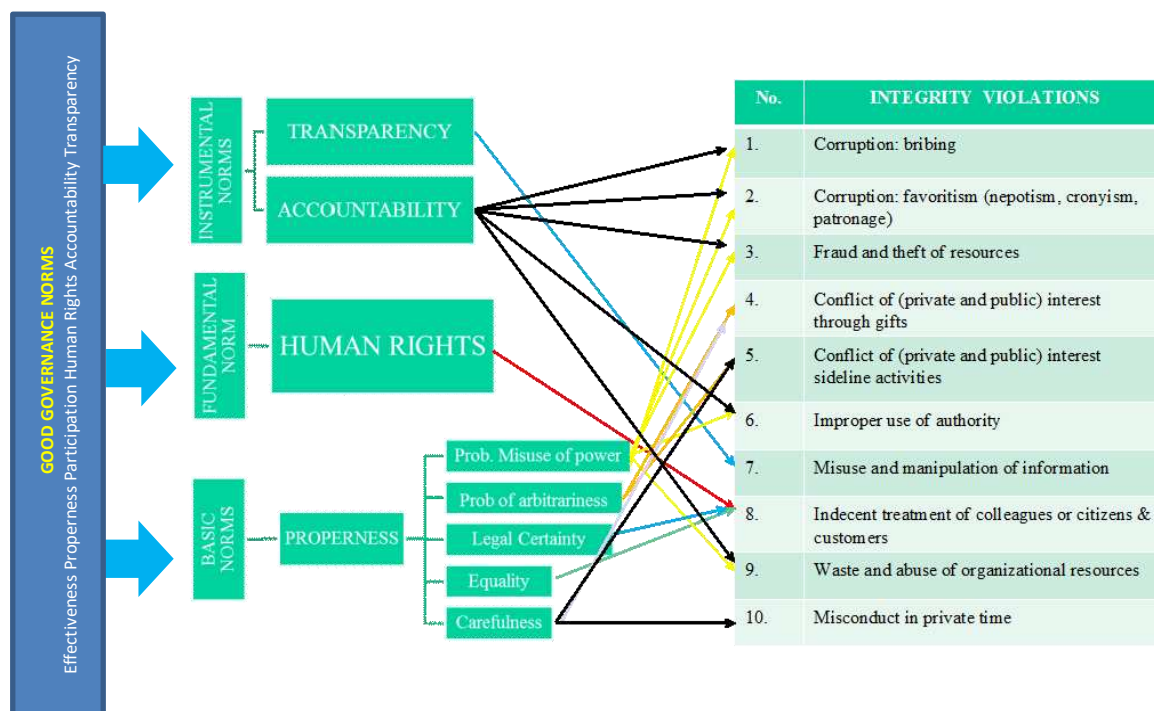 GOOD GOVERNANCE NORMS
Effectiveness Properness Participation Human Rights Accountability Transparency
INSTRUMENTAL
NORMS
TRANSPARENCY
ACCOUNTABILITY
FUNDAMENTAL
NORM
HUMAN RIGHTS
BASIC
NORMS
PROPERNESS
Prob. Misuse of power
Prob of arbitrariness
Legal Certainty
Equality
Carefulness
No. INTEGRITY VIOLATIONS
1. Corruption: bribing
2. Corruption: favoritism (nepotism, cronyism,
patronage)
3. Fraud and theft of resources
4. Conflict of (private and public) interest
through gifts
5. Conflict of (private and public) interest
sideline activities
6. Improper use of authority
7. Misuse and manipulation of information
8. Indecent treatment of colleagues or citizens &
customers
9. Waste and abuse of organizational resources
10. Misconduct in private time